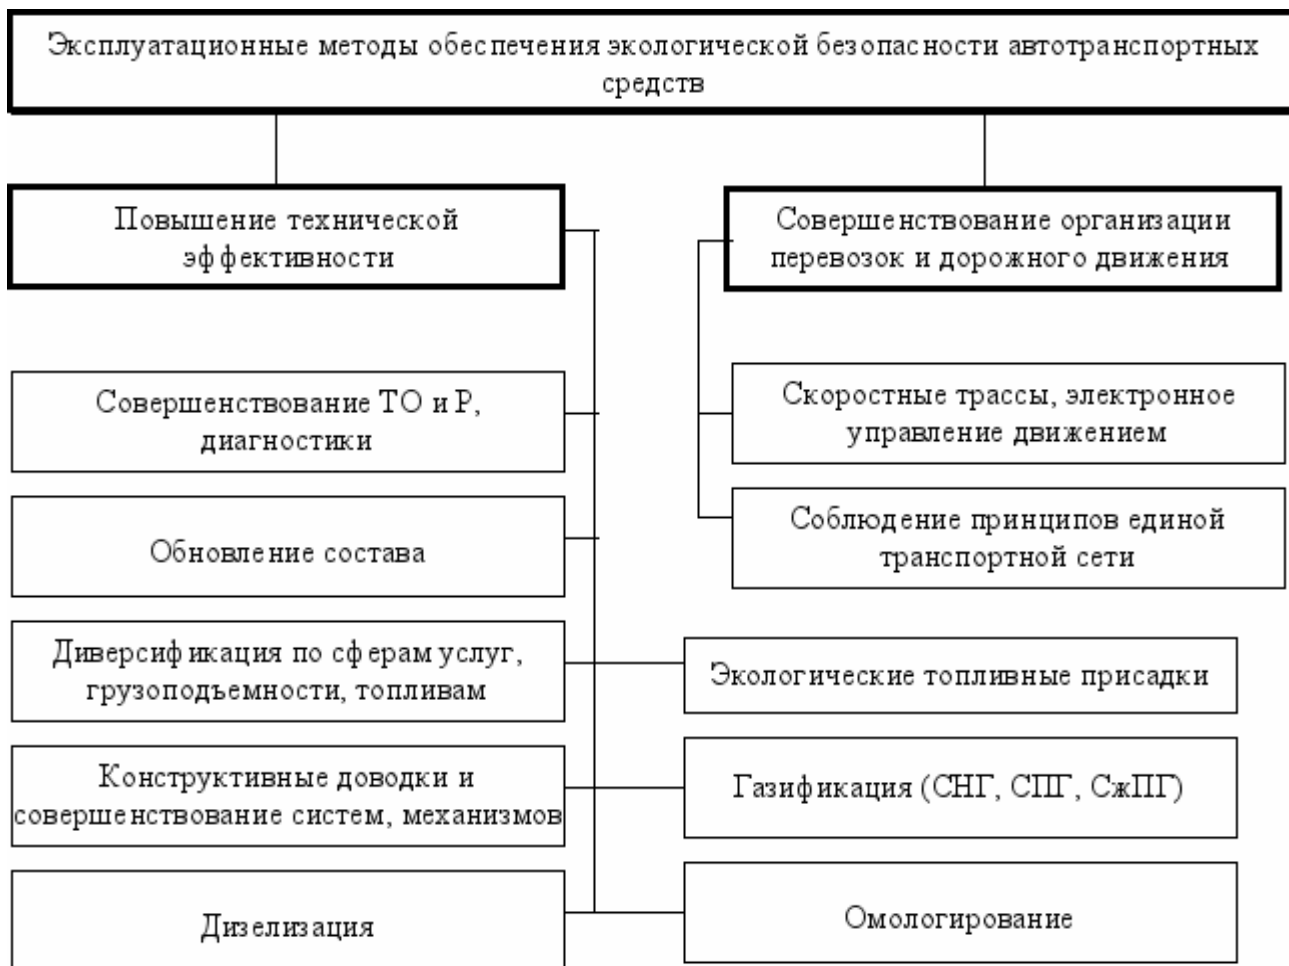 Эксплуатационные методы обеспечения экологической безопасности автотранспортных
средств
Повышение технической
эффективности
Совершенствование организации
перевозок и дорожного движения
Совершенствование ТО и Р,
диагностики
Скоростные трассы, электронное
управление движением
Обновление состава
Соблюдение принципов единой
транспортной сети
Диверсификация по сферам услуг,
грузоподъемности, топливам
Экологические топливные присадки
Конструктивные доводки и
совершенствование систем, механизмов
Газификация (СНГ, СПГ, СжПГ)
Дизелизация
Омологирование